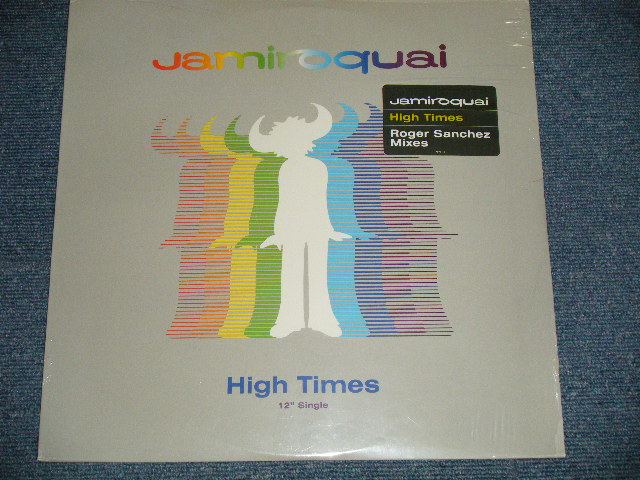 Jamiroquai
Jamiroquai
High Times
Roger Sanchez
Mixes
High Times
12" Single